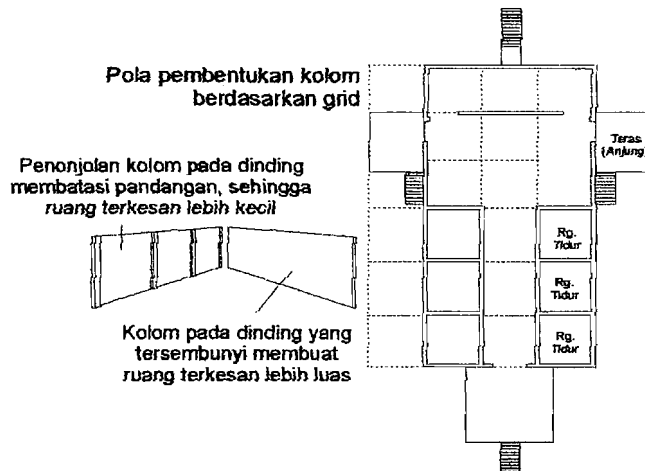 Pola pembentukan kolom
berdasarkan grid
Teras
(Anjung)
Penonjolan kolom pada dinding
membatasi pandangan, sehingga
ruang terkesan lebih kecil
Rg.
Tidur
Rg.
Tidur
Rg.
Tidur
Kolom pada dinding yang
tersembunyi membuat
ruang terkesan lebih luas